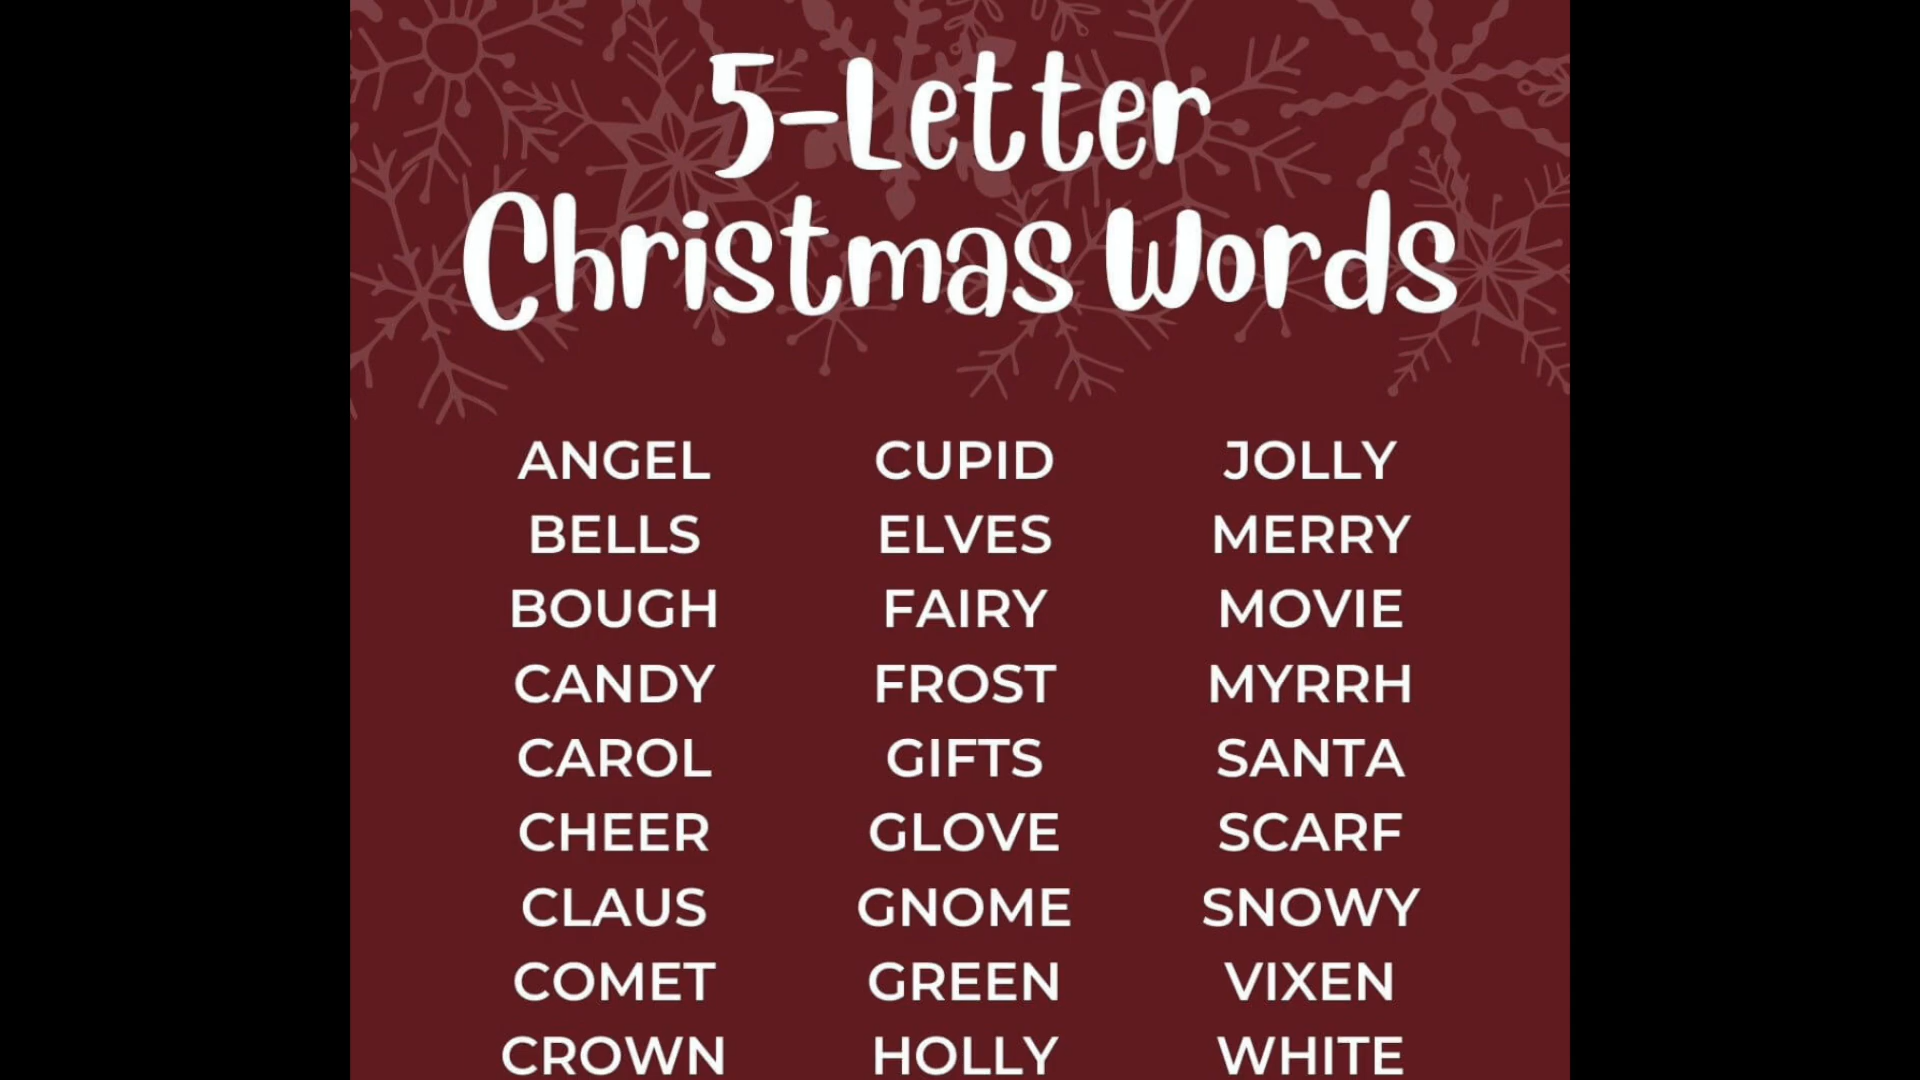 5-Letter
Christmas Words
ANGEL CUPID JOLLY
BELLS ELVES MERRY
BOUGH FAIRY MOVIE
CANDY FROST MYRRH
CAROL GIFTS SANTA
CHEER GLOVE SCARF
CLAUS GNOME SNOWY
COMET GREEN VIXEN
CROWN HOLLY WHITE